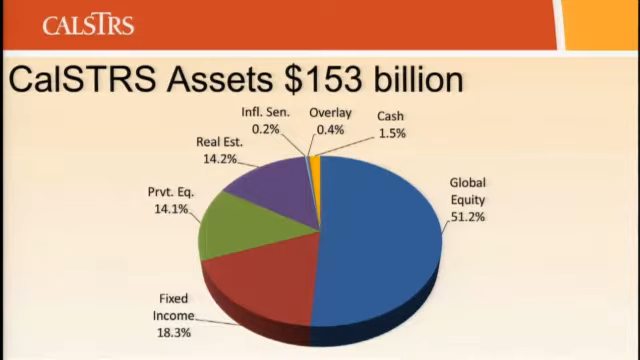 CALSTRS
CalSTRS Assets $153 billion
Infl. Sen.
0.2%
Overlay
0.4%
Cash
1.5%
Real Est.
14.2%
Global
Equity
51.2%
Prvt. Eq.
14.1%
Fixed
Income
18.3%